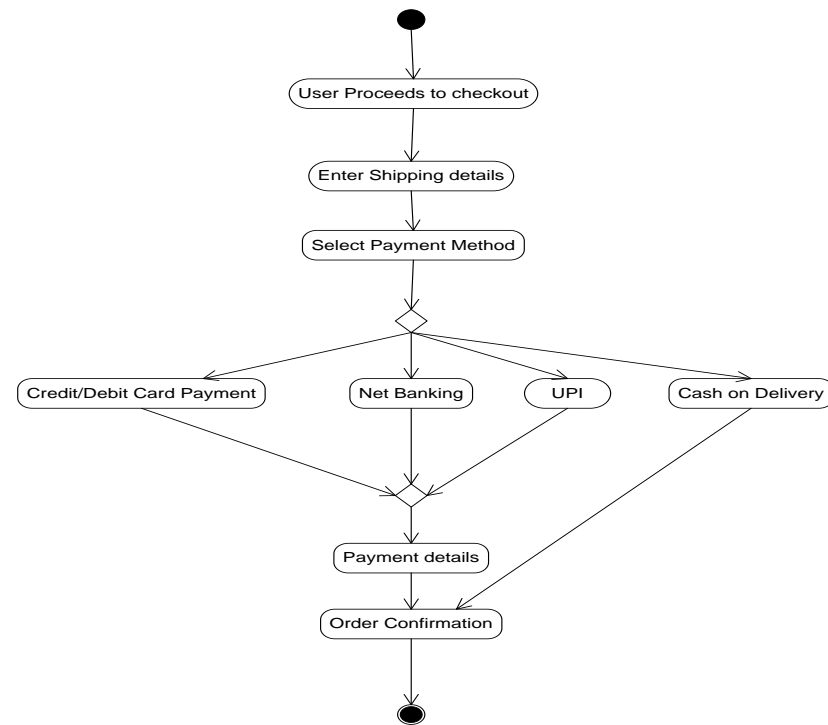 User Proceeds to checkout
Enter Shipping details
Select Payment Method
Credit/Debit Card Payment
Net Banking
UPI
Cash on Delivery
Payment details
Order Confirmation